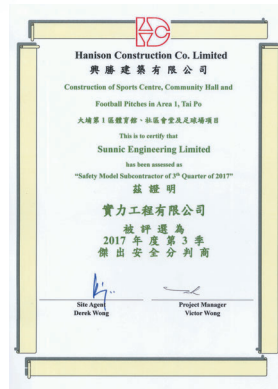 Hanison Construction Co. Limited
興勝建築有限公司
Construction of Sports Centre, Community Hall and
Football Pitches in Area 1, Tai Po
大埔第1區體育館、社區會堂及足球場項目
This is to certify that
Sunnic Engineering Limited
has been assessed as
“Safety Model Subcontractor of 3rd Quarter of 2017”
茲證明
實力工程有限公司
被評選為
2017年度第3季
傑出安全分判商
Site Agent
Derek Wong
Project Manager
Victor Wong